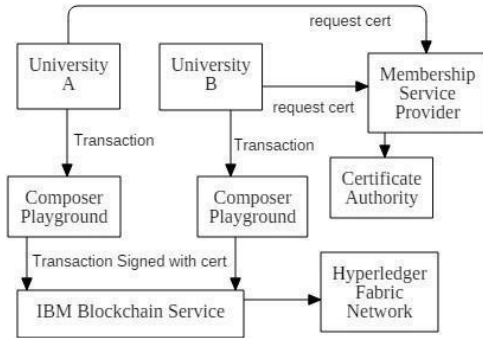 request cert
University
A
University
B
Membership
Service
Provider
request cert
Transaction
Transaction
Composer
Playground
Composer
Playground
Certificate
Authority
Transaction Signed with cert
Hyperledger
Fabric
Network
IBM Blockchain Service